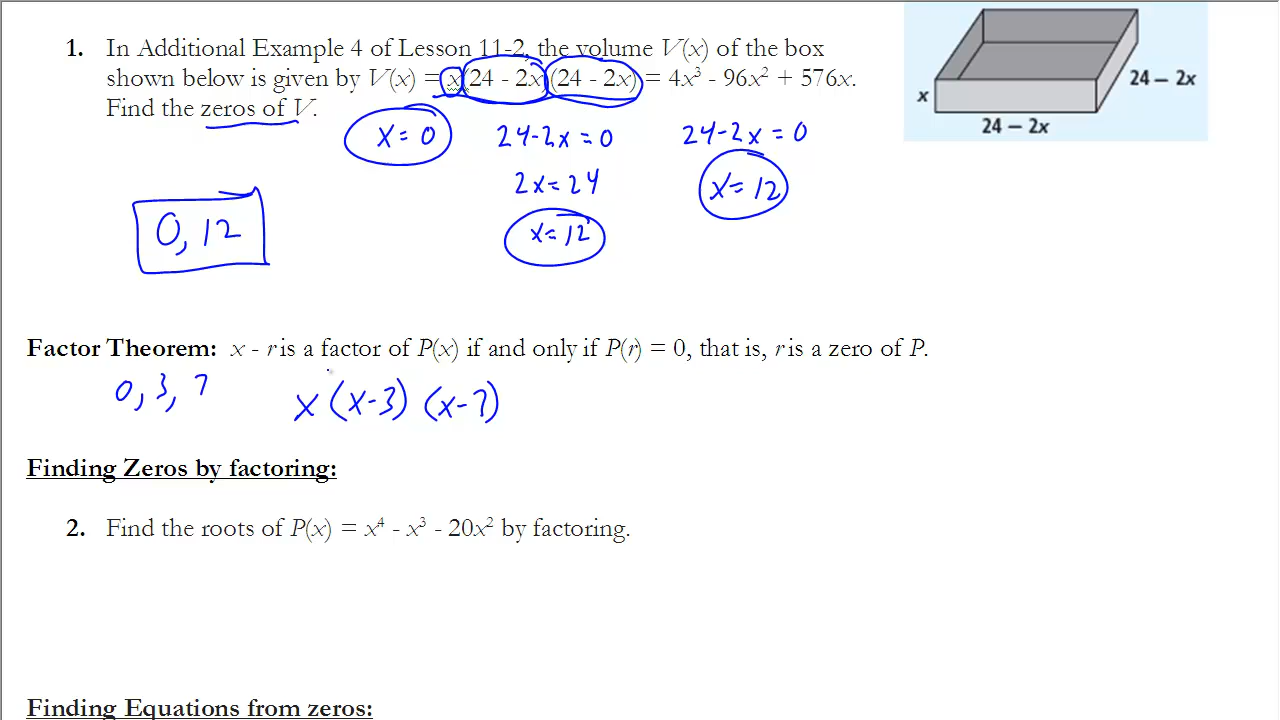 1. In Additional Example 4 of Lesson 11-2, the volume V(x) of the box
shown below is given by V(x) = x(24 - 2x)(24 - 2x) = 4x³ - 96x² + 576x.
Find the zeros of V.
x
24 – 2x
24 – 2x
x = 0
24-2x = 0
24-2x = 0
2x = 24
x = 12
x = 12
0, 12
Factor Theorem: x - r is a factor of P(x) if and only if P(r) = 0, that is, r is a zero of P.
0, 3, 7
x (x-3) (x-7)
Finding Zeros by factoring:
2. Find the roots of P(x) = x⁴ - x³ - 20x² by factoring.
Finding Equations from zeros: